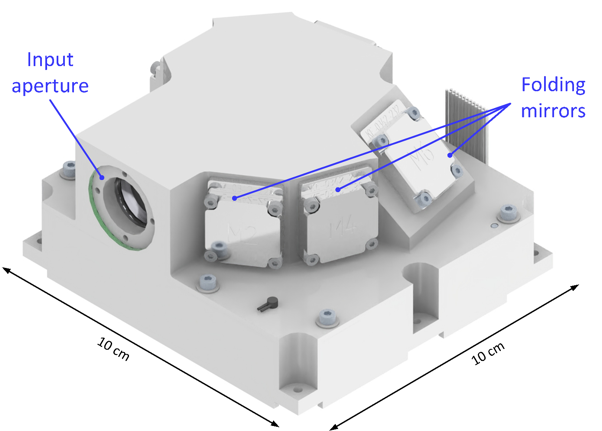 Input
aperture
Folding
mirrors
10 cm
10 cm